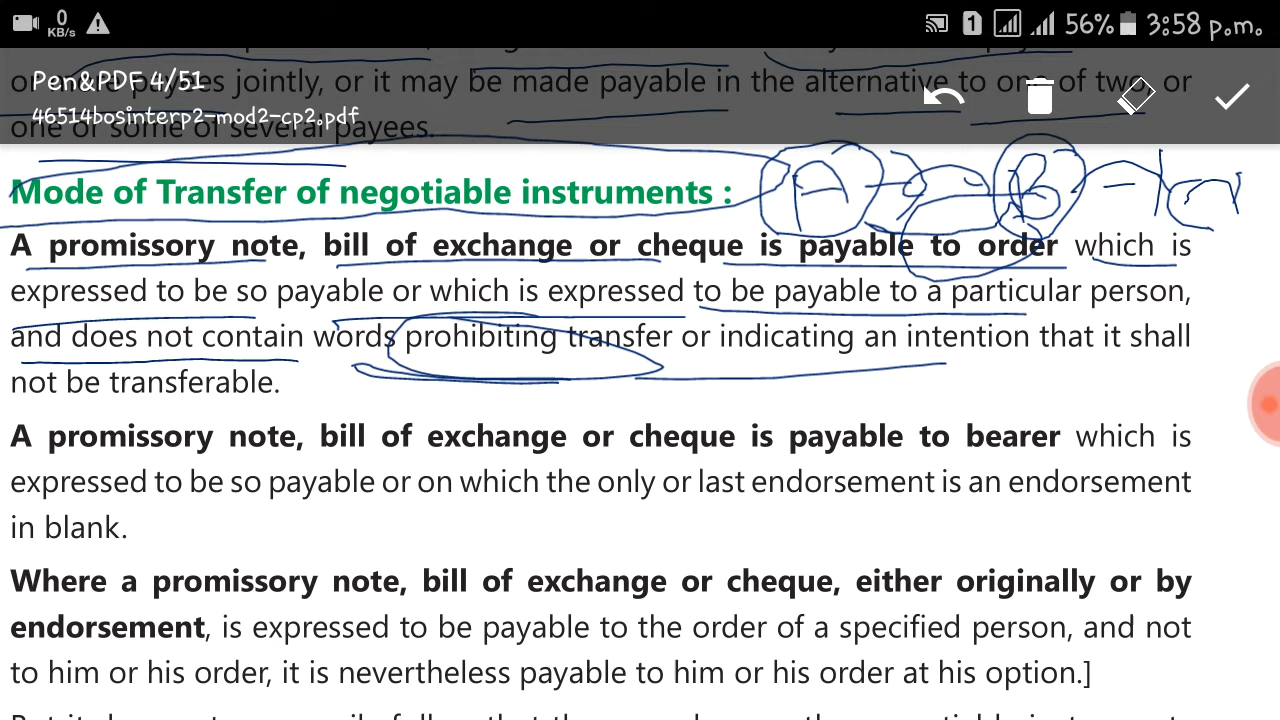 0
KB/s
1
56%
3:58 p.m.
Pen&PDF 4/51
or more payees jointly, or it may be made payable in the alternative to one of two, or
46514bosinterp2-mod2-cp2.pdf
one or some of several payees.
Mode of Transfer of negotiable instruments : A B
A promissory note, bill of exchange or cheque is payable to order which is
expressed to be so payable or which is expressed to be payable to a particular person,
and does not contain words prohibiting transfer or indicating an intention that it shall
not be transferable.
A promissory note, bill of exchange or cheque is payable to bearer which is
expressed to be so payable or on which the only or last endorsement is an endorsement
in blank.
Where a promissory note, bill of exchange or cheque, either originally or by
endorsement, is expressed to be payable to the order of a specified person, and not
to him or his order, it is nevertheless payable to him or his order at his option.]